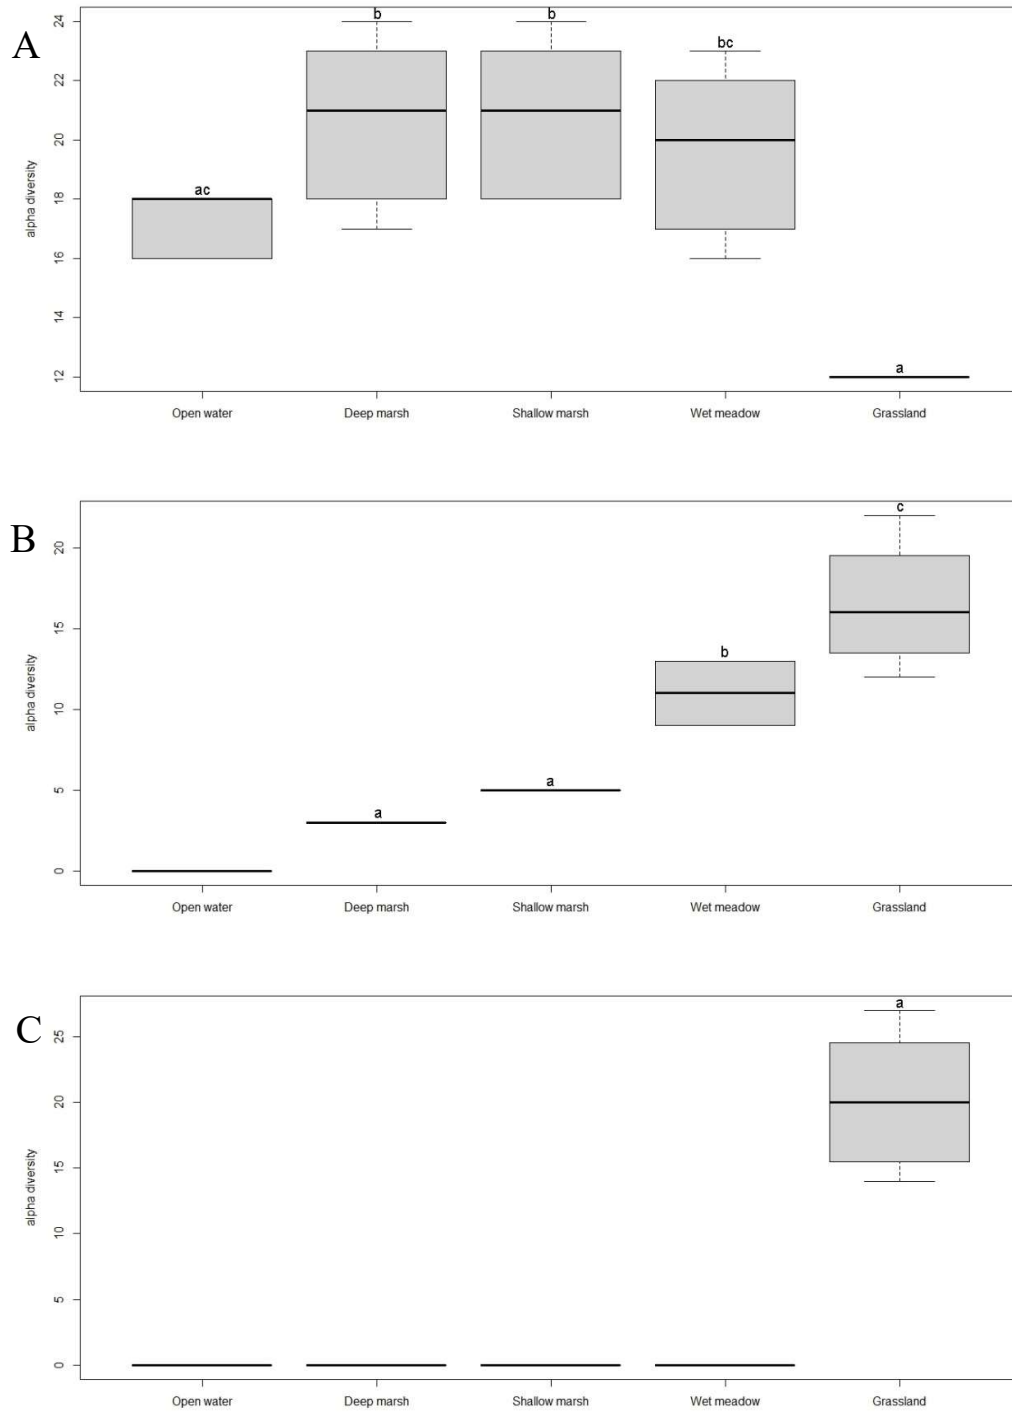 A
alpha diversity
24
22
20
18
16
14
12
ac
b
b
bc
a
Open water Deep marsh Shallow marsh Wet meadow Grassland
B
alpha diversity
20
15
10
5
0
a
a
b
c
Open water Deep marsh Shallow marsh Wet meadow Grassland
C
alpha diversity
25
20
15
10
5
0
a
Open water Deep marsh Shallow marsh Wet meadow Grassland